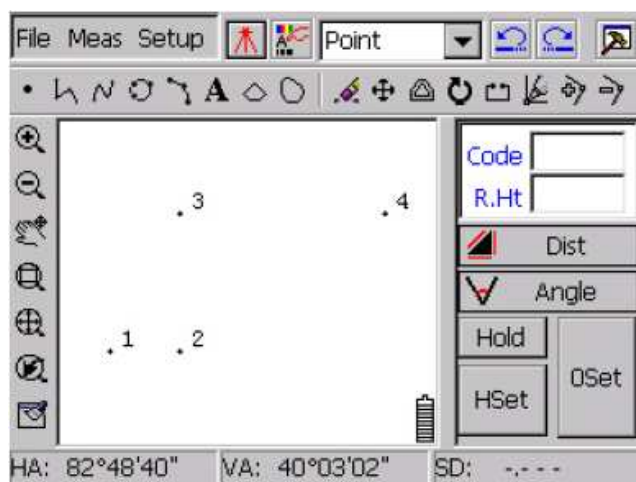 File Meas Setup Point
A
Code
R.Ht
3 4
Dist
Angle
1 2
Hold
HSet 0Set
HA: 82°48'40" VA: 40°03'02" SD: -.- - -